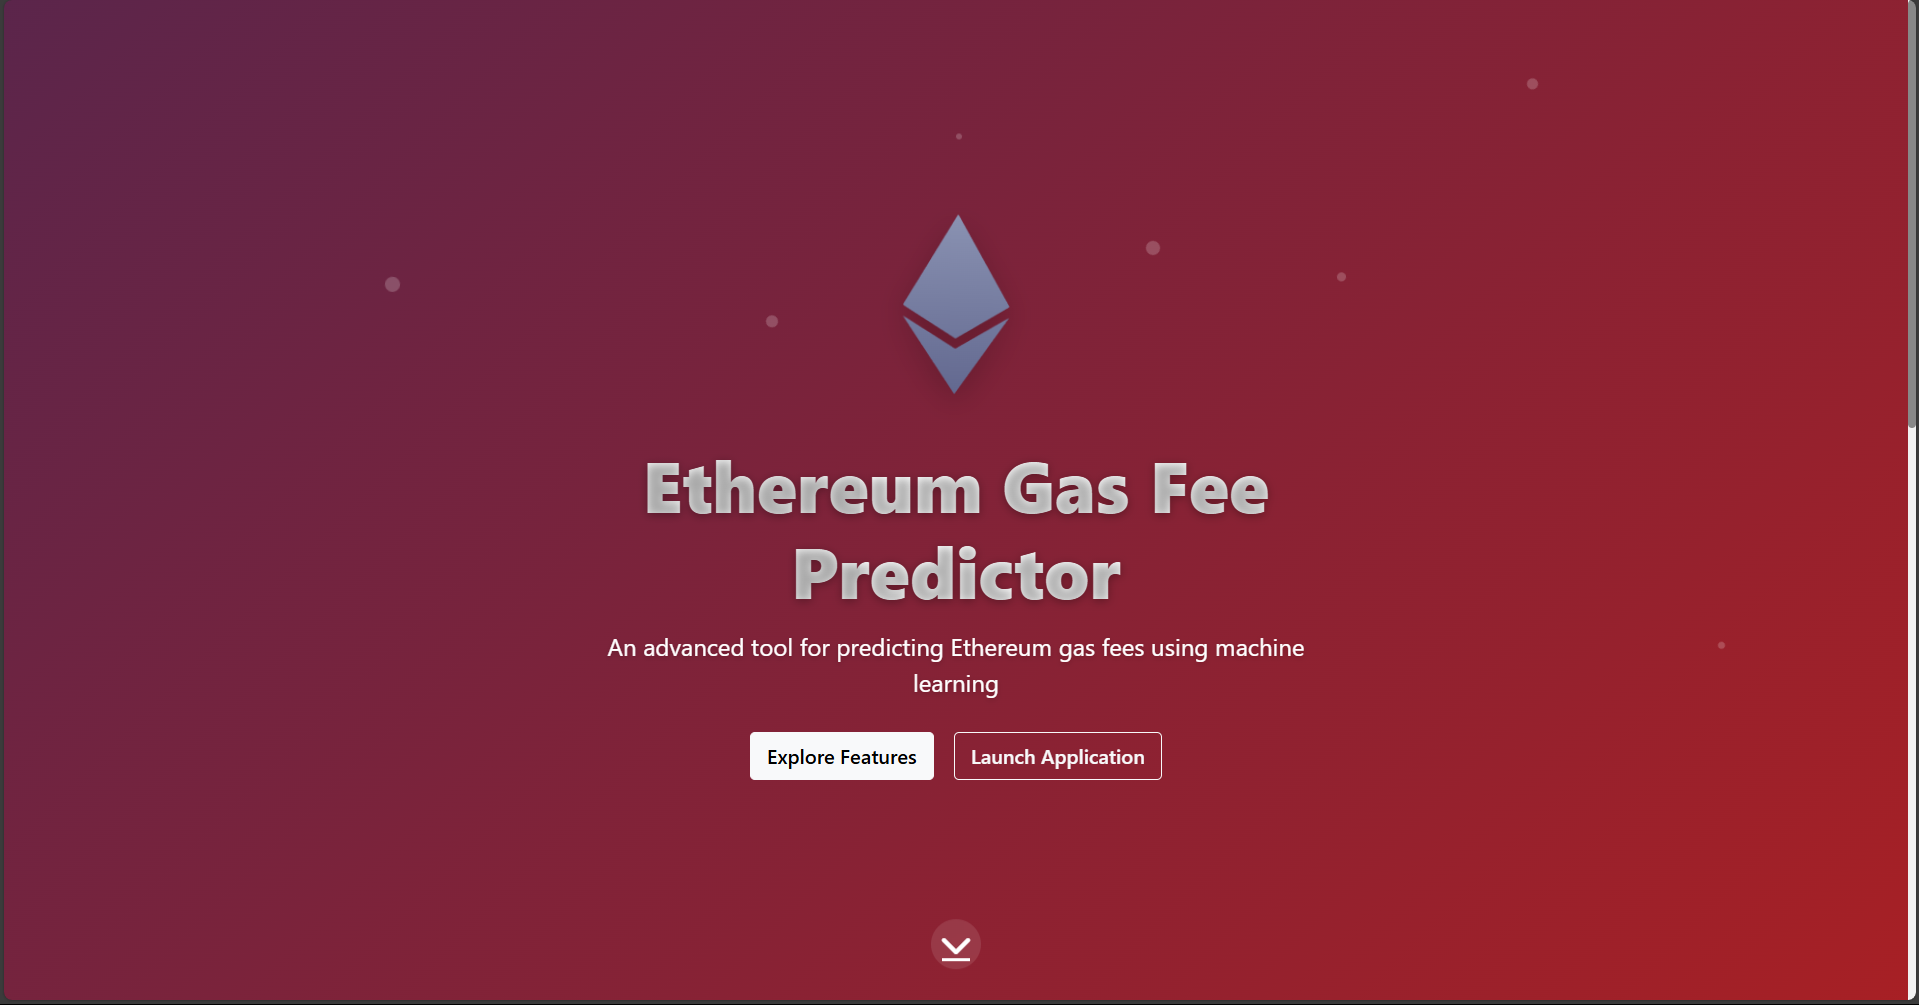 Ethereum Gas Fee
Predictor
An advanced tool for predicting Ethereum gas fees using machine
learning
Explore Features
Launch Application